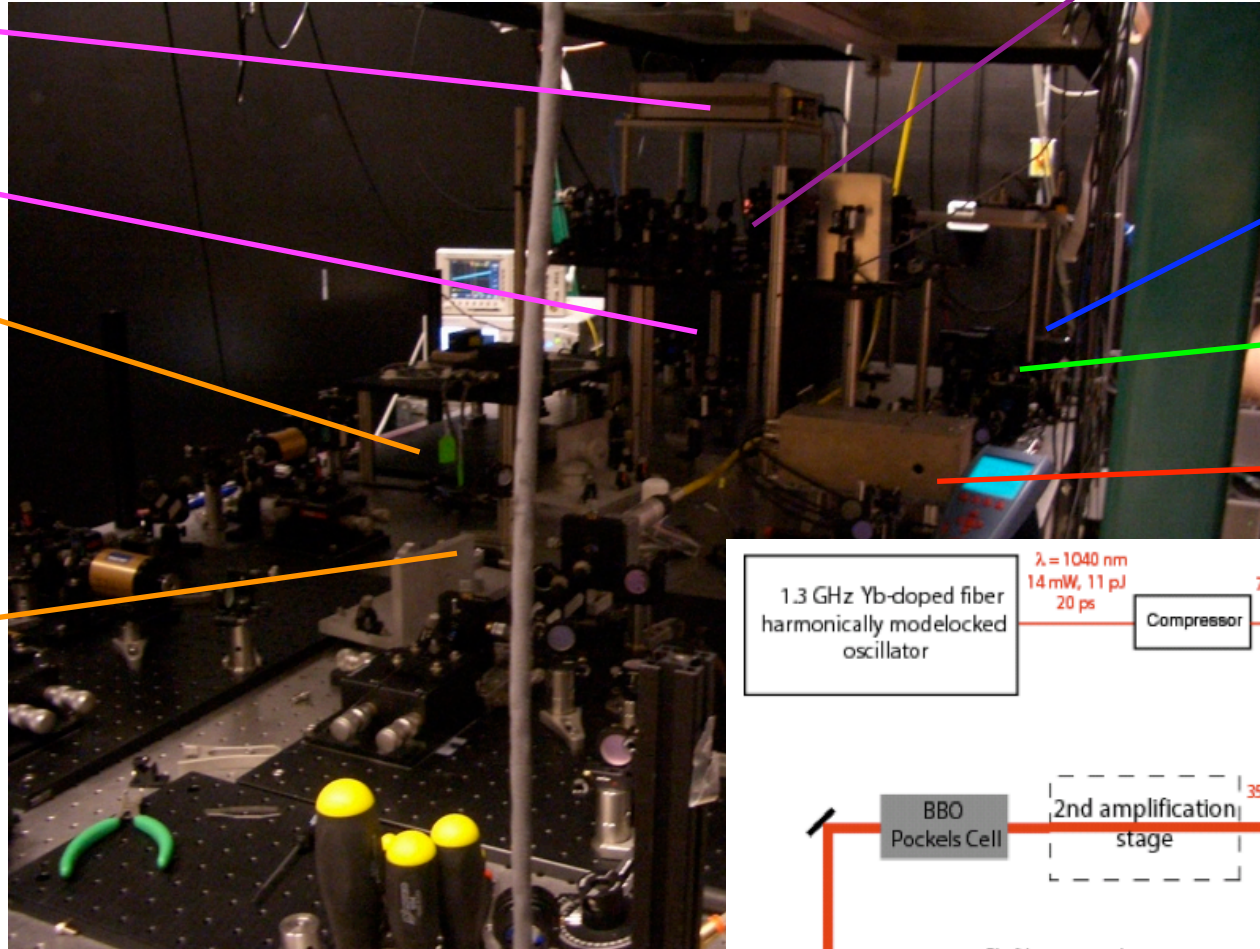 λ = 1040 nm
14 mW, 11 pJ
20 ps
1.3 GHz Yb-doped fiber
harmonically modelocked
oscillator
Compressor
BBO
Pockels Cell
2nd amplification
stage
35